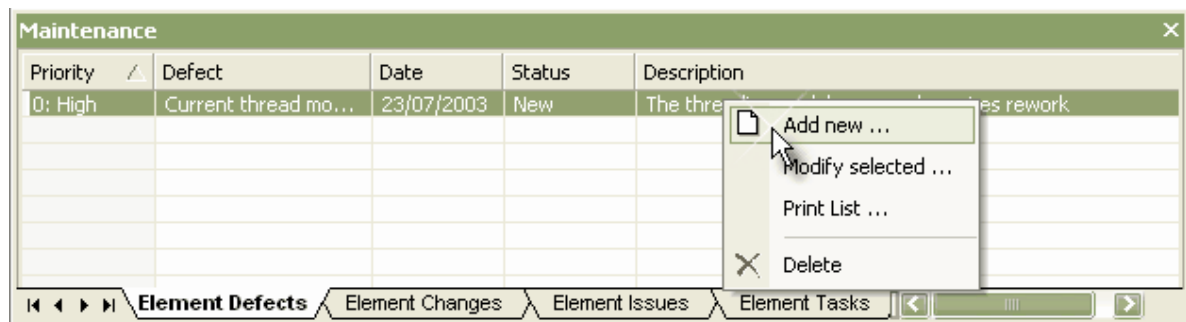 Maintenance
Priority Defect Date Status Description
0: High Current thread mo... 23/07/2003 New The thre es rework
Add new ...
Modify selected ...
Print List ...
Delete
Element Defects Element Changes Element Issues Element Tasks